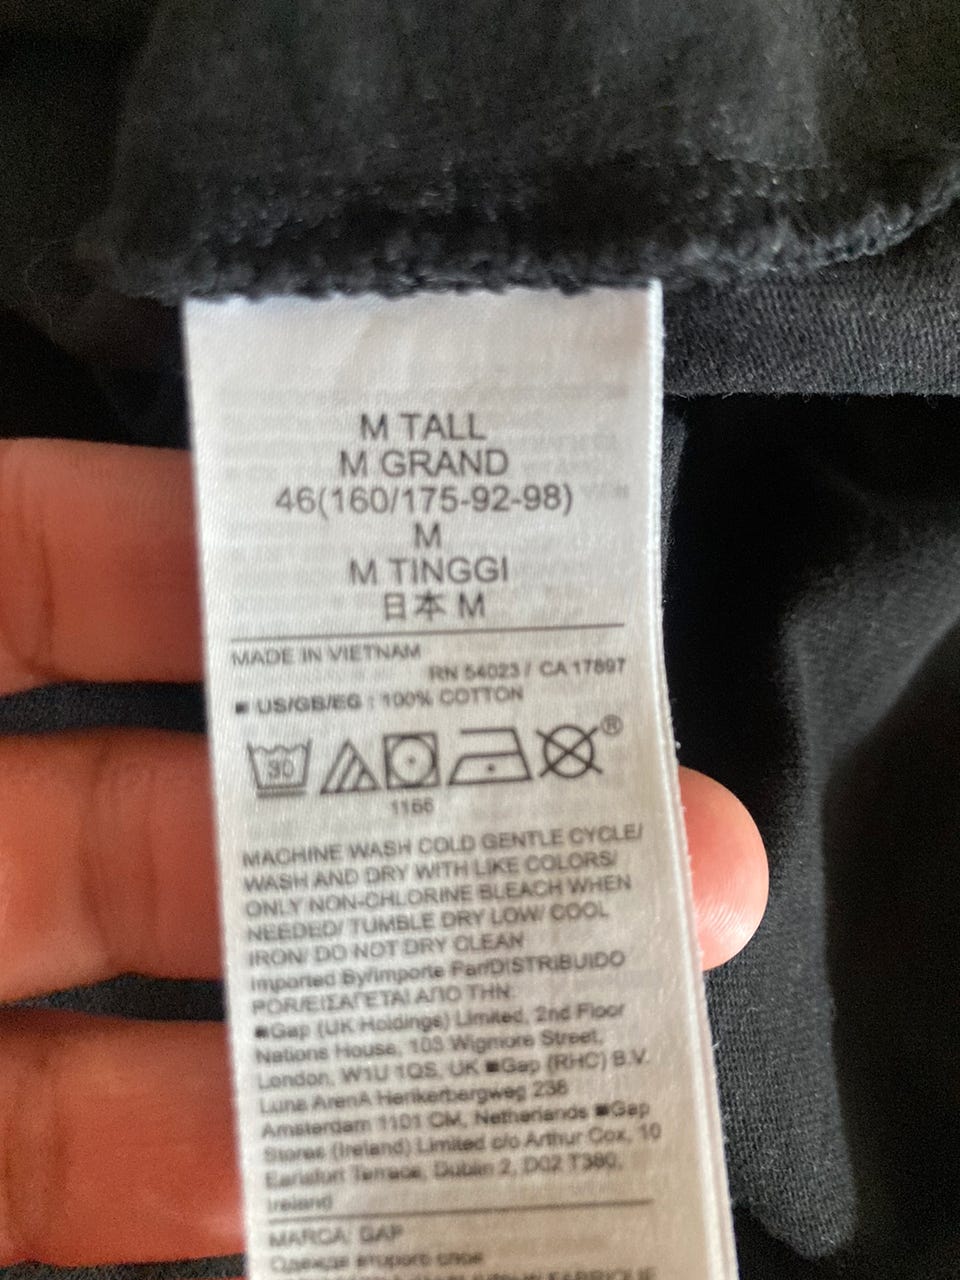 M TALL
M GRAND
46(160/175-92-98)
M
M TINGGI
日本 M
MADE IN VIETNAM
RN 54023 / CA 17897
■ US/GB/EG : 100% COTTON
30
®
1166
MACHINE WASH COLD GENTLE CYCLE/
WASH AND DRY WITH LIKE COLORS/
ONLY NON-CHLORINE BLEACH WHEN
NEEDED/ TUMBLE DRY LOW/ COOL
IRON/ DO NOT DRY CLEAN
Imported By/Importe Par/DISTRIBUIDO
POR/ΕΙΣΑΓΕΤΑΙ ΑΠΟ ΤΗΝ:
■Gap (UK Holdings) Limited, 2nd Floor
Nations House, 103 Wigmore Street,
London, W1U 1QS, UK ■Gap (RHC) B.V.
Luna ArenA Herikerbergweg 238
Amsterdam 1101 CM, Netherlands ■Gap
Stores (Ireland) Limited c/o Arthur Cox, 10
Earlsfort Terrace, Dublin 2, D02 T380,
Ireland
MARCA: GAP
Одежда второго слоя